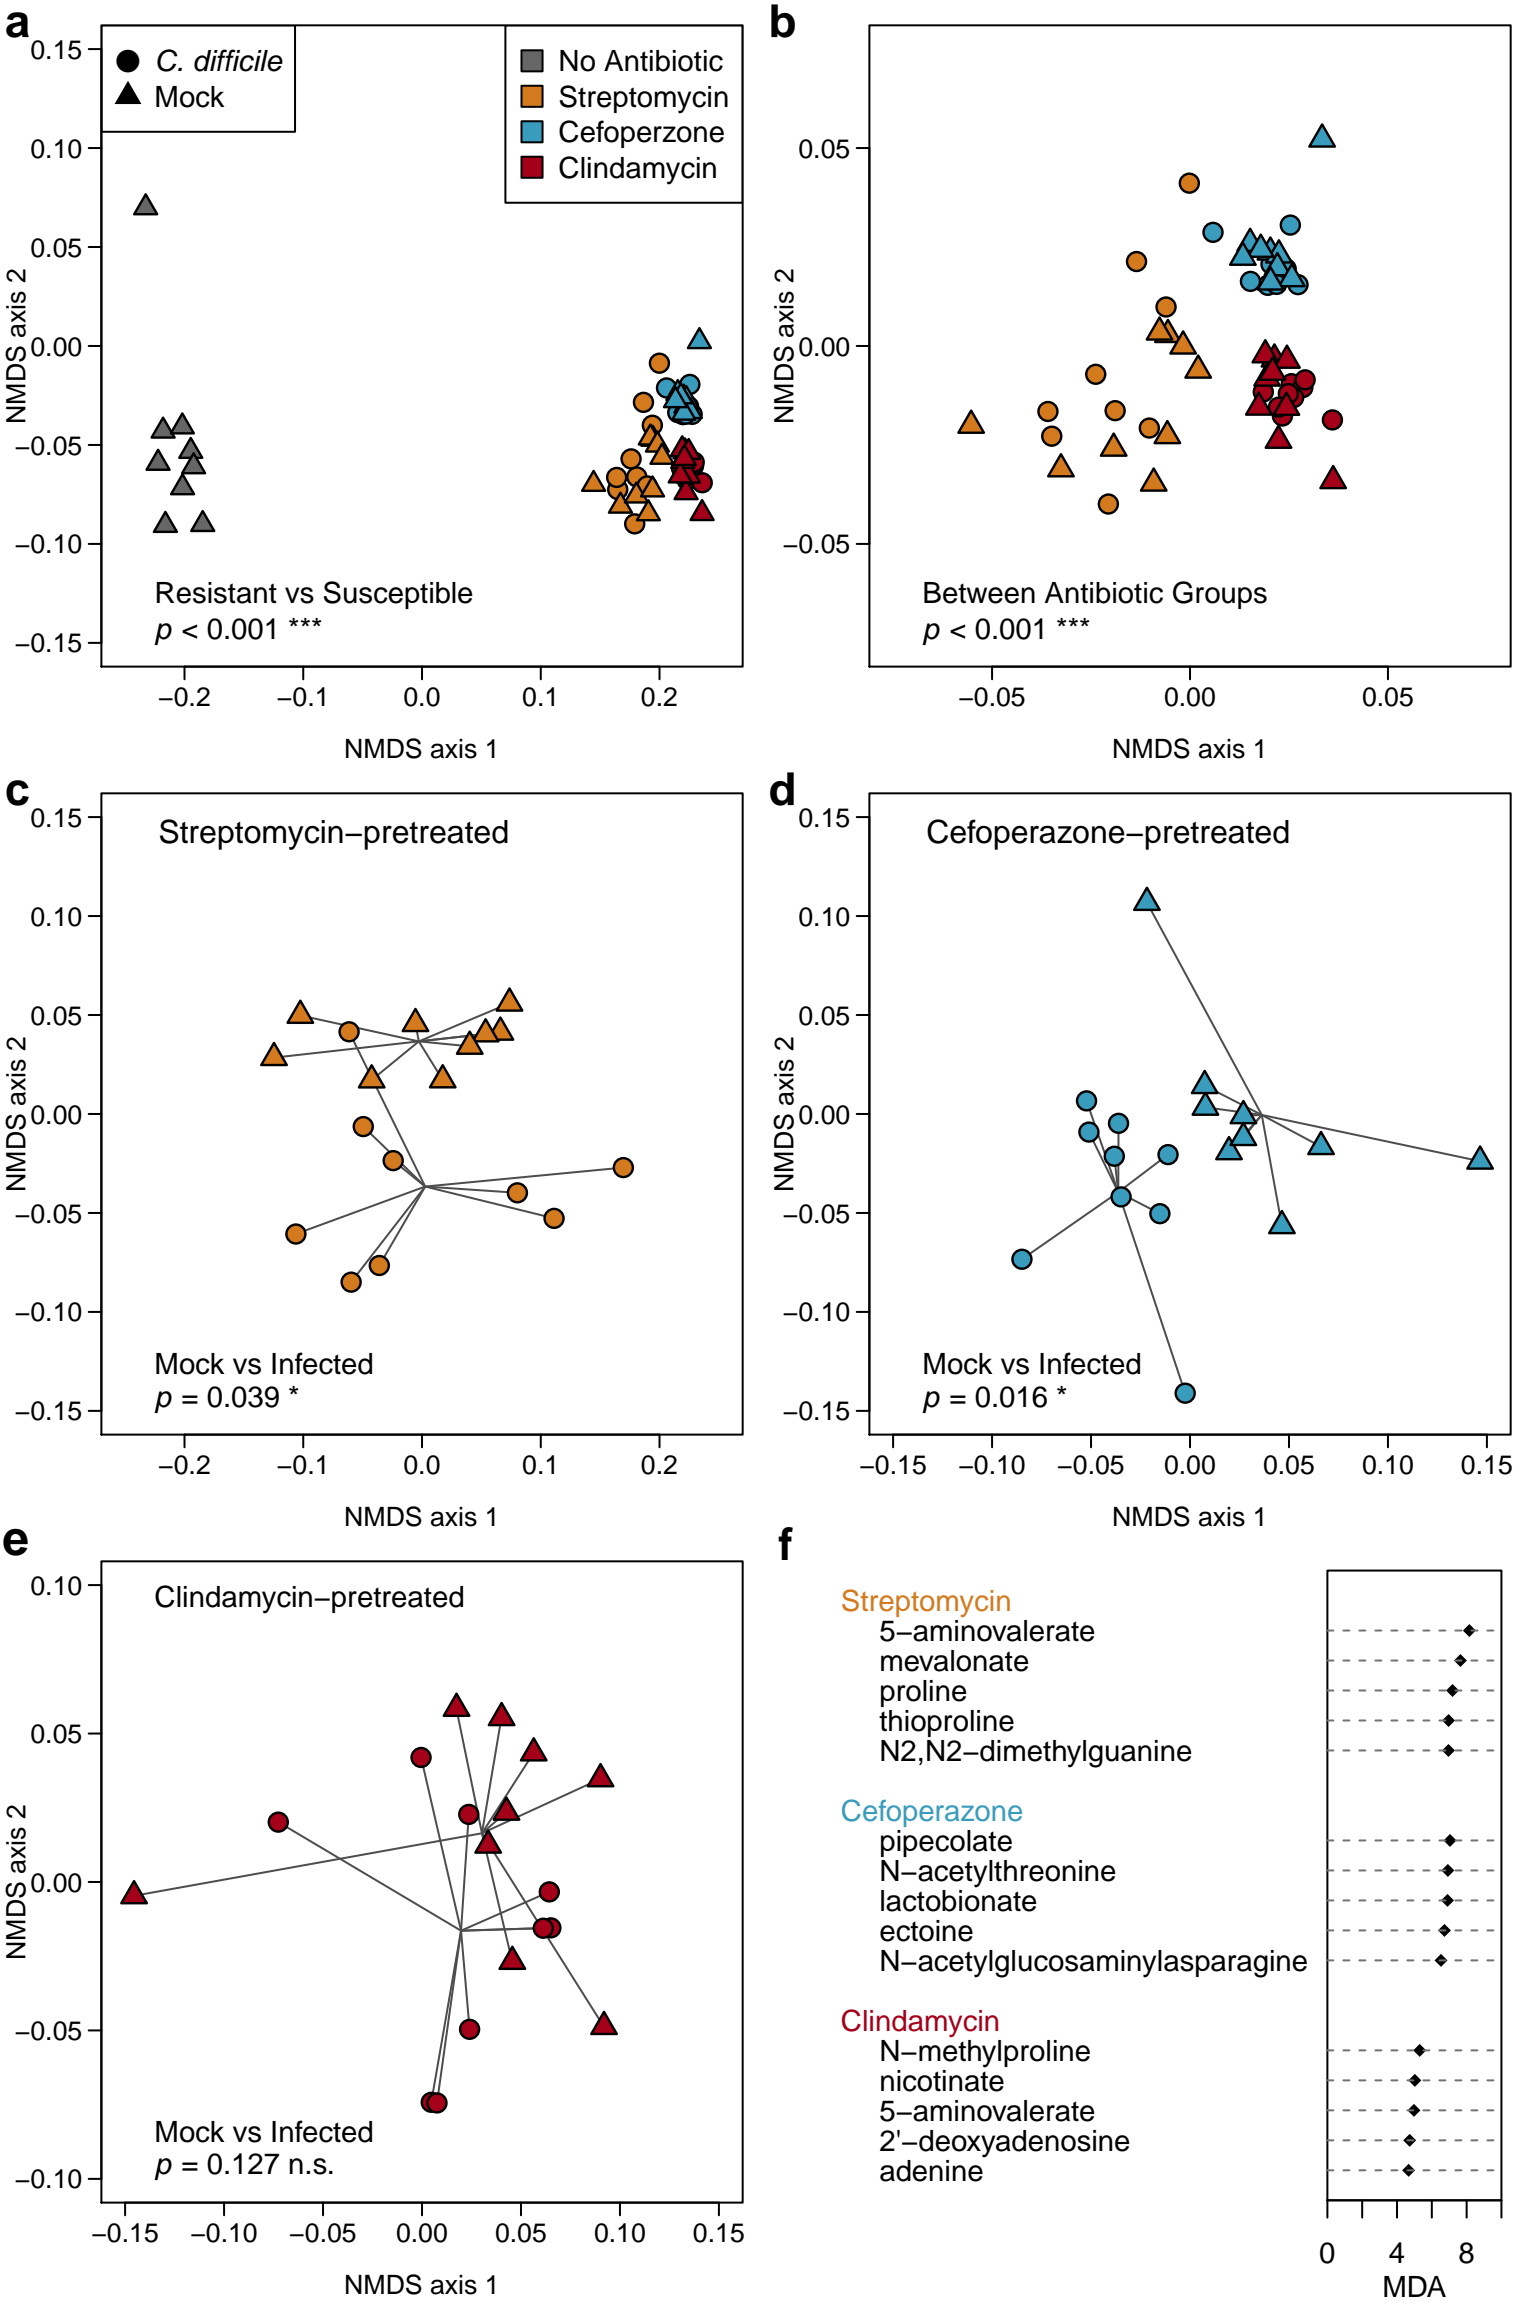 a
C. difficile
Mock
No Antibiotic
Streptomycin
Cefoperzone
Clindamycin
0.15
0.10
0.05
0.00
−0.05
−0.10
−0.15
NMDS axis 2
Resistant vs Susceptible
p < 0.001 ***
−0.2 −0.1 0.0 0.1 0.2
NMDS axis 1
b
0.05
0.00
−0.05
NMDS axis 2
Between Antibiotic Groups
p < 0.001 ***
−0.05 0.00 0.05
NMDS axis 1
c
Streptomycin−pretreated
0.15
0.10
0.05
0.00
−0.05
−0.10
−0.15
NMDS axis 2
Mock vs Infected
p = 0.039 *
−0.2 −0.1 0.0 0.1 0.2
NMDS axis 1
d
Cefoperazone−pretreated
0.15
0.10
0.05
0.00
−0.05
−0.10
−0.15
NMDS axis 2
Mock vs Infected
p = 0.016 *
−0.15 −0.10 −0.05 0.00 0.05 0.10 0.15
NMDS axis 1
e
Clindamycin−pretreated
0.10
0.05
0.00
−0.05
−0.10
NMDS axis 2
Mock vs Infected
p = 0.127 n.s.
−0.15 −0.10 −0.05 0.00 0.05 0.10 0.15
NMDS axis 1
f
Streptomycin
5−aminovalerate
mevalonate
proline
thioproline
N2,N2−dimethylguanine
Cefoperazone
pipecolate
N−acetylthreonine
lactobionate
ectoine
N−acetylglucosaminylasparagine
Clindamycin
N−methylproline
nicotinate
5−aminovalerate
2'−deoxyadenosine
adenine
0 4 8
MDA